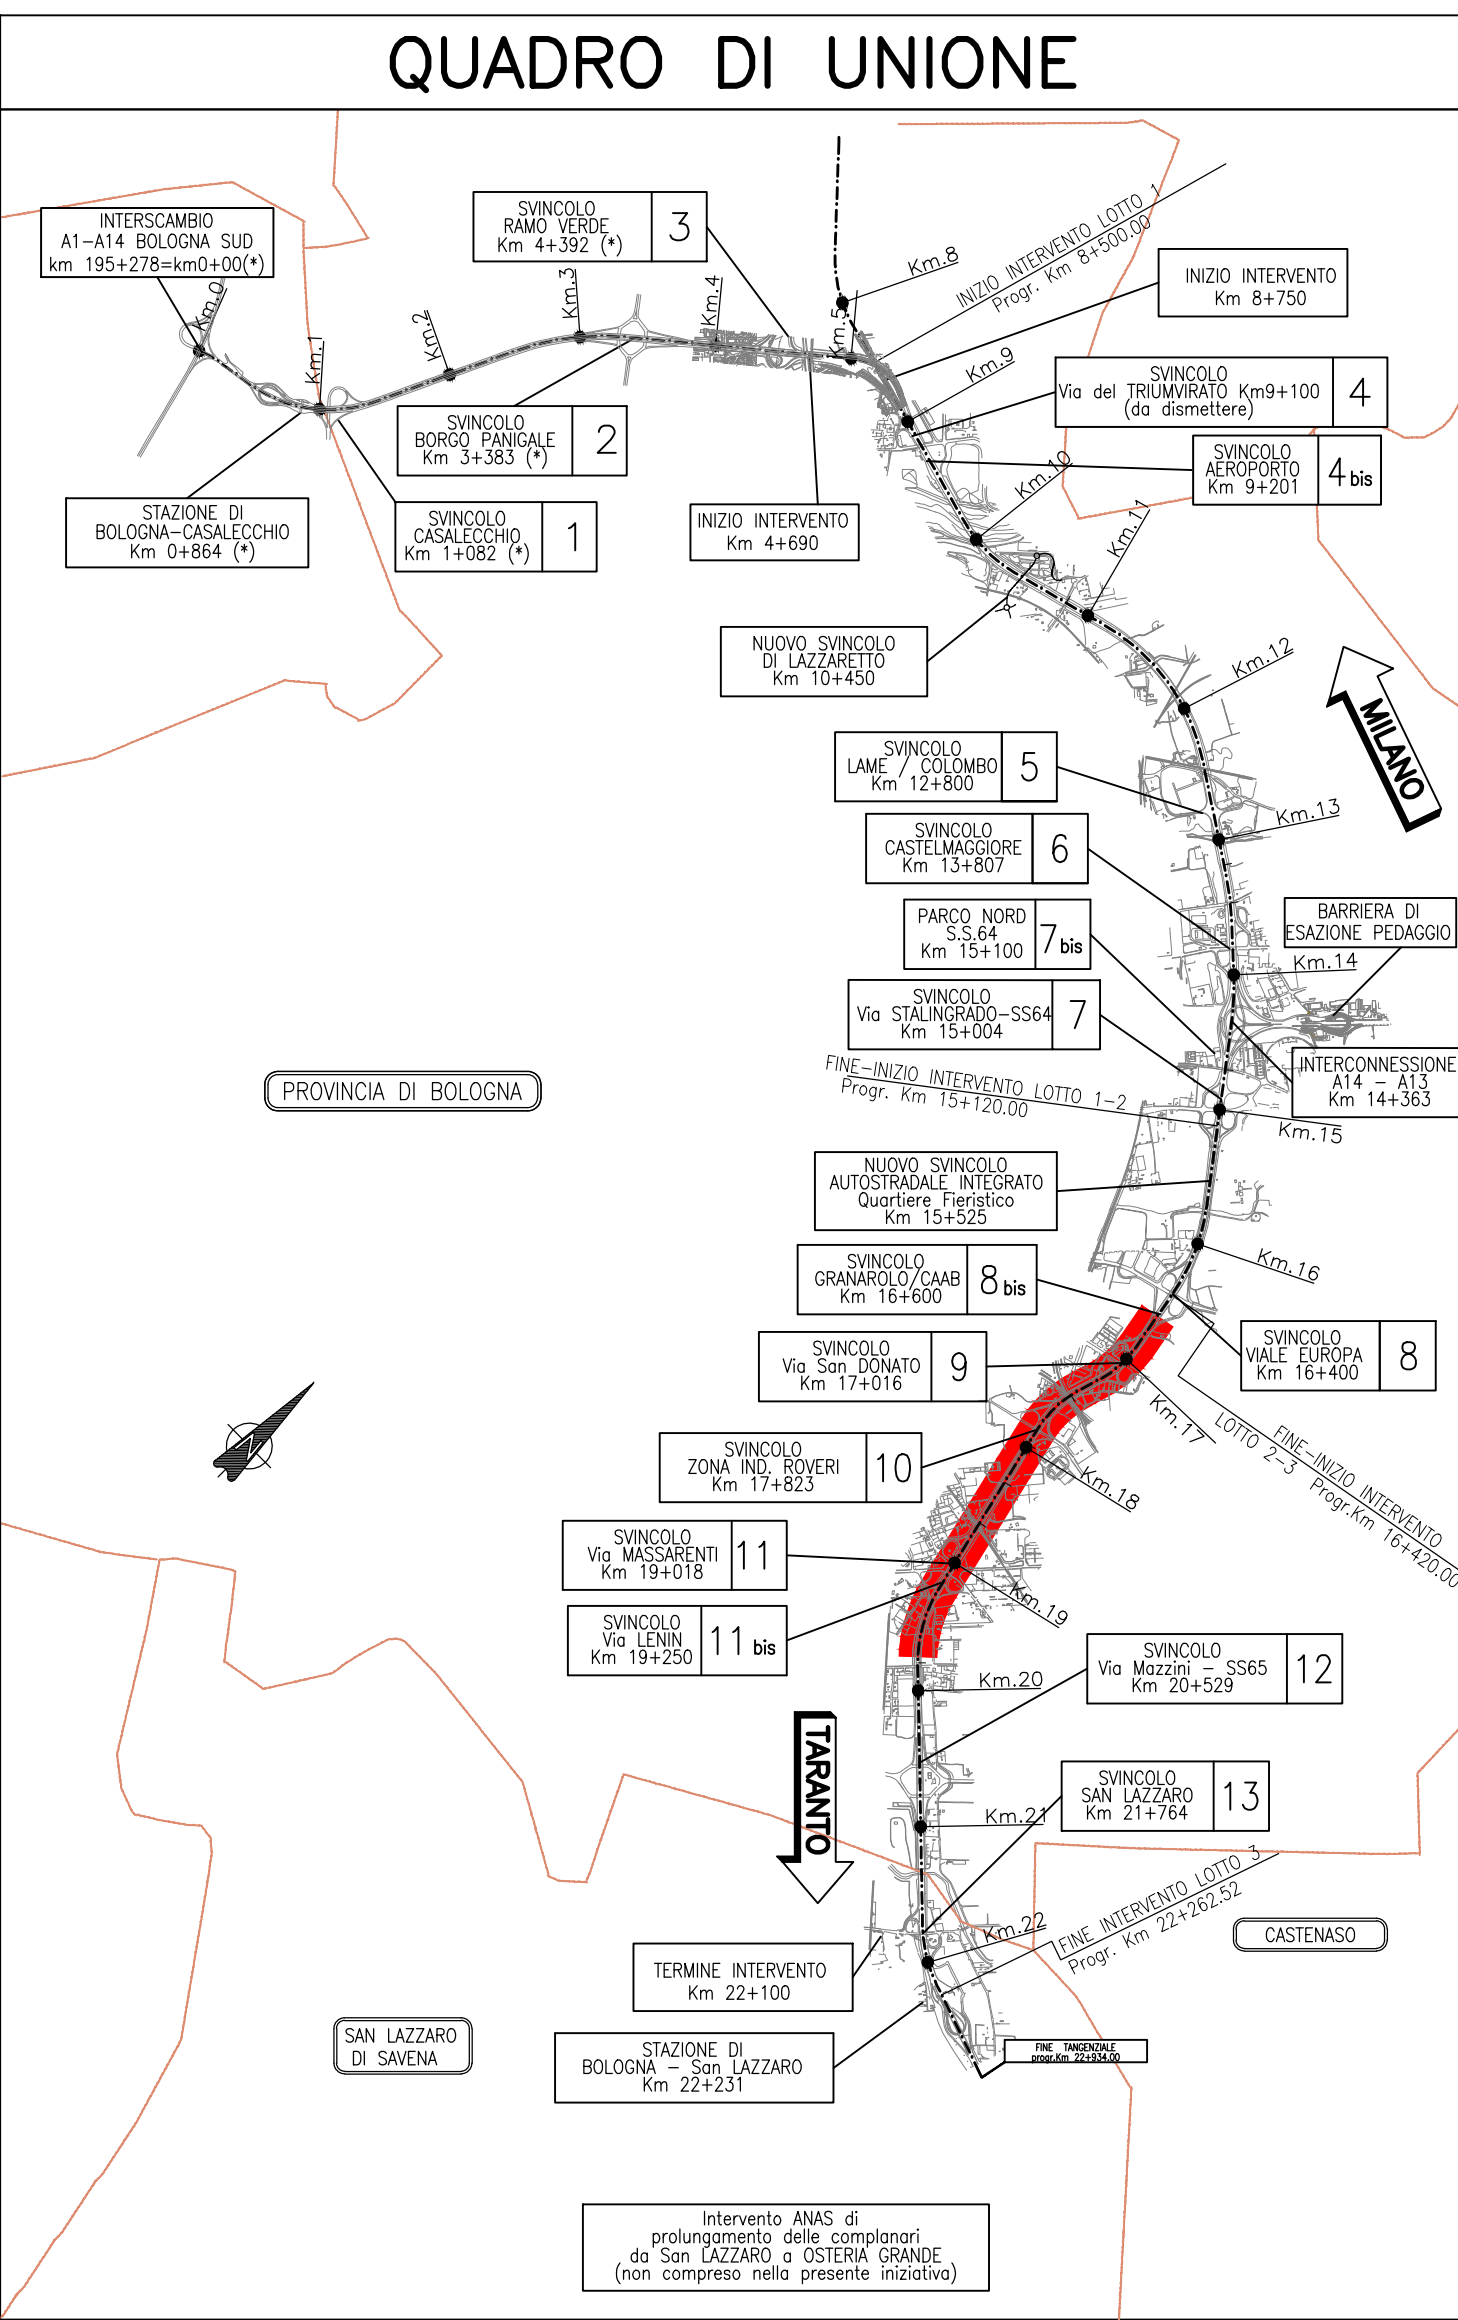 QUADRO DI UNIONE
INTERSCAMBIO
A1-A14 BOLOGNA SUD
km 195+278=km0+00(*)
SVINCOLO
RAMO VERDE
Km 4+392 (*)
3
INIZIO INTERVENTO LOTTO 1
Progr. Km 8+500.00
INIZIO INTERVENTO
Km 8+750
Km.0
Km.1
Km.2
Km.3
Km.4
Km.5
Km.8
Km.9
SVINCOLO
Via del TRIUMVIRATO Km9+100
(da dismettere)
4
SVINCOLO
BORGO PANIGALE
Km 3+383 (*)
2
SVINCOLO
AEROPORTO
Km 9+201
4 bis
Km.10
STAZIONE DI
BOLOGNA-CASALECCHIO
Km 0+864 (*)
SVINCOLO
CASALECCHIO
Km 1+082 (*)
1
INIZIO INTERVENTO
Km 4+690
Km.11
NUOVO SVINCOLO
DI LAZZARETTO
Km 10+450
Km.12
MILANO
SVINCOLO
LAME / COLOMBO
Km 12+800
5
Km.13
SVINCOLO
CASTELMAGGIORE
Km 13+807
6
PARCO NORD
S.S.64
Km 15+100
7 bis
BARRIERA DI
ESAZIONE PEDAGGIO
Km.14
SVINCOLO
Via STALINGRADO-SS64
Km 15+004
7
INTERCONNESSIONE
A14 - A13
Km 14+363
FINE-INIZIO INTERVENTO LOTTO 1-2
Progr. Km 15+120.00
PROVINCIA DI BOLOGNA
Km.15
NUOVO SVINCOLO
AUTOSTRADALE INTEGRATO
Quartiere Fieristico
Km 15+525
Km.16
SVINCOLO
GRANAROLO/CAAB
Km 16+600
8 bis
SVINCOLO
VIALE EUROPA
Km 16+400
8
SVINCOLO
Via San DONATO
Km 17+016
9
Km.17
FINE-INIZIO INTERVENTO
LOTTO 2-3 Progr.Km 16+420.00
N
SVINCOLO
ZONA IND. ROVERI
Km 17+823
10
Km.18
SVINCOLO
Via MASSARENTI
Km 19+018
11
Km.19
SVINCOLO
Via LENIN
Km 19+250
11 bis
SVINCOLO
Via Mazzini - SS65
Km 20+529
12
Km.20
TARANTO
SVINCOLO
SAN LAZZARO
Km 21+764
13
Km.21
FINE INTERVENTO LOTTO 3
Progr. Km 22+262.52
Km.22
CASTENASO
TERMINE INTERVENTO
Km 22+100
SAN LAZZARO
DI SAVENA
STAZIONE DI
BOLOGNA - San LAZZARO
Km 22+231
FINE TANGENZIALE
progr.Km 22+934.00
Intervento ANAS di
prolungamento delle complanari
da San LAZZARO a OSTERIA GRANDE
(non compreso nella presente iniziativa)